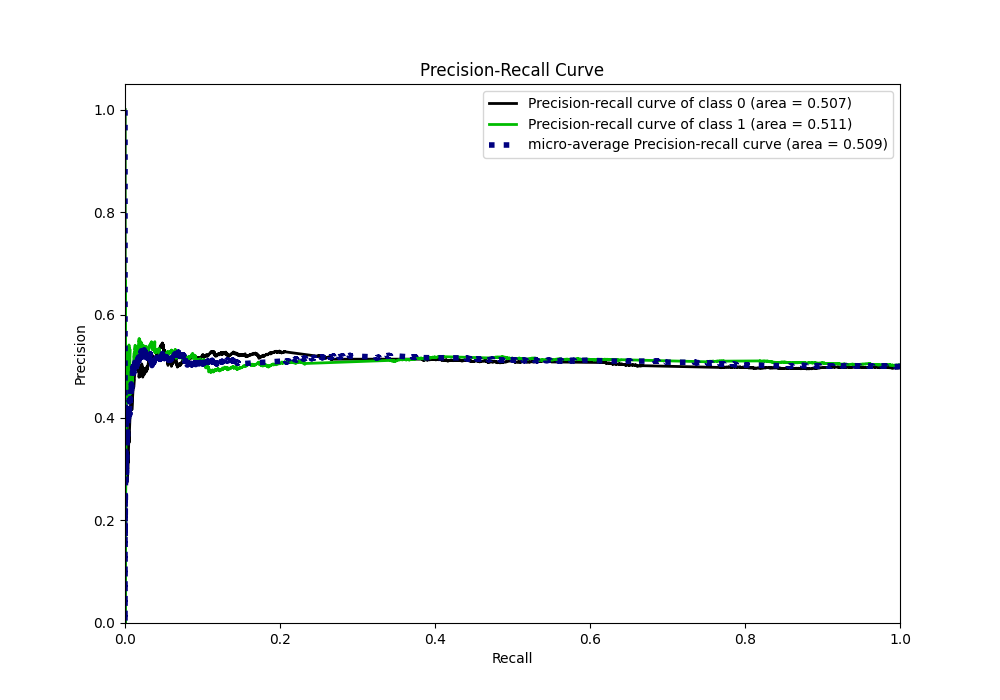 Precision-Recall Curve
Precision-recall curve of class 0 (area = 0.507)
Precision-recall curve of class 1 (area = 0.511)
micro-average Precision-recall curve (area = 0.509)
1.0
0.8
0.6
0.4
0.2
0.0
Precision
0.0 0.2 0.4 0.6 0.8 1.0
Recall